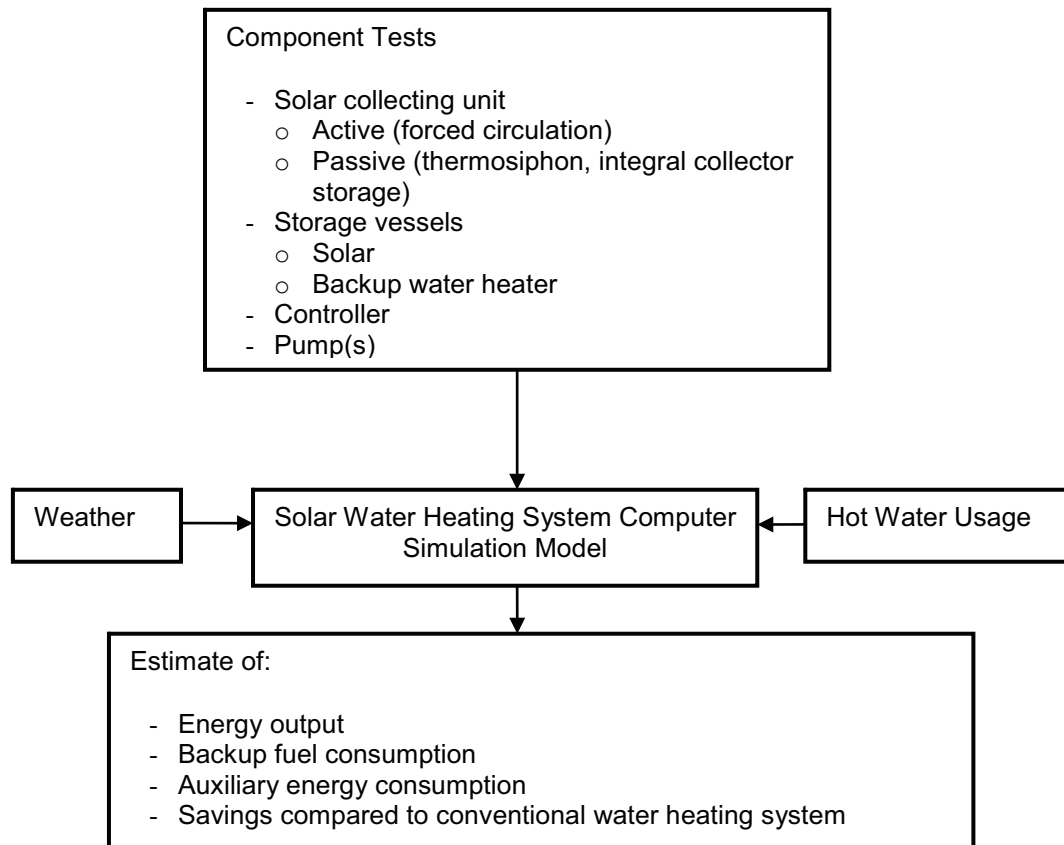 Component Tests
- Solar collecting unit
o Active (forced circulation)
o Passive (thermosiphon, integral collector
storage)
- Storage vessels
o Solar
o Backup water heater
- Controller
- Pump(s)
Weather
Solar Water Heating System Computer
Simulation Model
Hot Water Usage
Estimate of:
- Energy output
- Backup fuel consumption
- Auxiliary energy consumption
- Savings compared to conventional water heating system